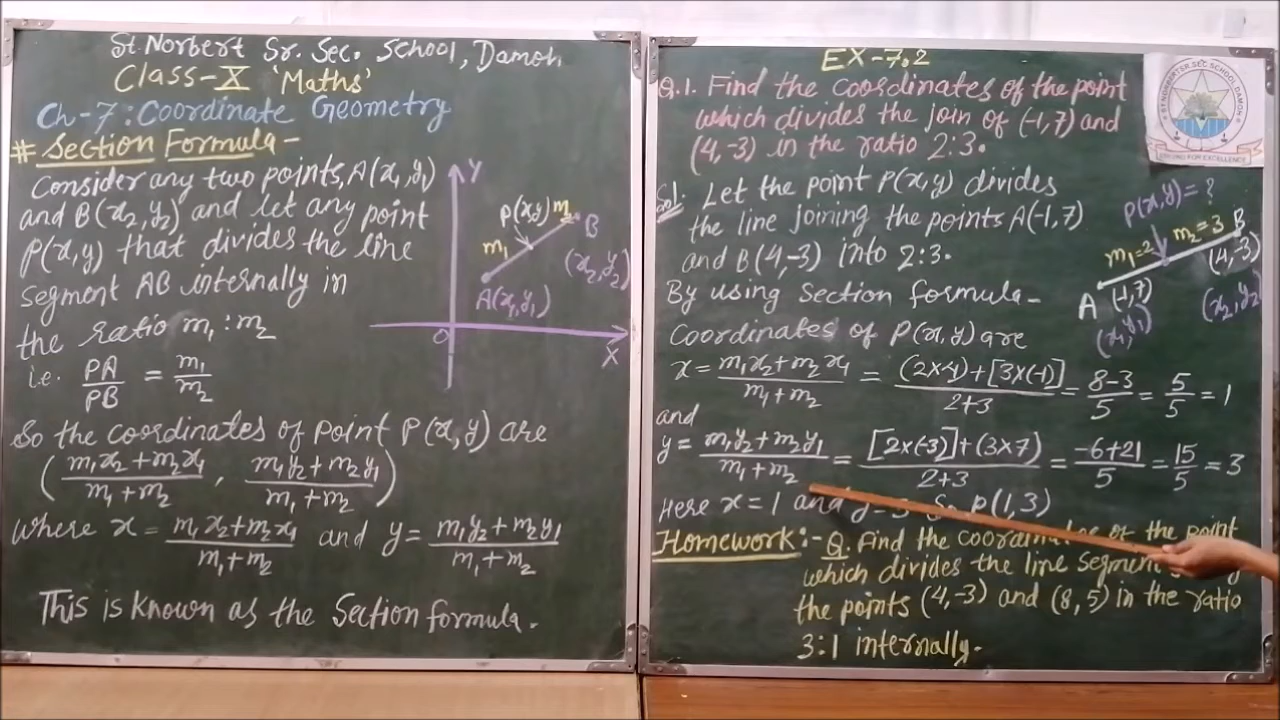 St. Norbert Sr. Sec. School, Damoh
Class-X 'Maths'
Ch-7: Coordinate Geometry
# Section Formula-
Consider any two points, A(x₁,y₁)
and B(x₂,y₂) and let any point
P(x,y) that divides the line
segment AB internally in
the ratio m₁:m₂
i.e. PA/PB = m₁/m₂
So the coordinates of point P(x,y) are
(m₁x₂+m₂x₁/m₁+m₂, m₁y₂+m₂y₁/m₁+m₂)
where x = m₁x₂+m₂x₁/m₁+m₂ and y = m₁y₂+m₂y₁/m₁+m₂
This is known as the Section formula.
Y
P(x,y) m₂
B
m₁
(x₂,y₂)
A(x₁,y₁)
O
X
EX-7.2
Q.1. Find the coordinates of the point
which divides the join of (-1,7) and
(4,-3) in the ratio 2:3.
Sol. Let the point P(x,y) divides
the line joining the points A(-1,7)
and B(4,-3) into 2:3.
By using Section formula-
Coordinates of P(x,y) are
x = m₁x₂+m₂x₁/m₁+m₂ = (2×4)+[3×(-1)]/2+3 = 8-3/5 = 5/5 = 1
and
y = m₁y₂+m₂y₁/m₁+m₂ = [2×(-3)]+(3×7)/2+3 = -6+21/5 = 15/5 = 3
Here x=1 and P(1,3)
Homework:- Q. Find the of the point
which divides the line
the points (4,-3) and (8,5) in the ratio
3:1 internally.
P(x,y)=?
m₁=2 m₂=3 B
(4,-3)
A (-1,7)
(x₁,y₁)
(x₂,y₂)
STRIVING FOR EXCELLENCE